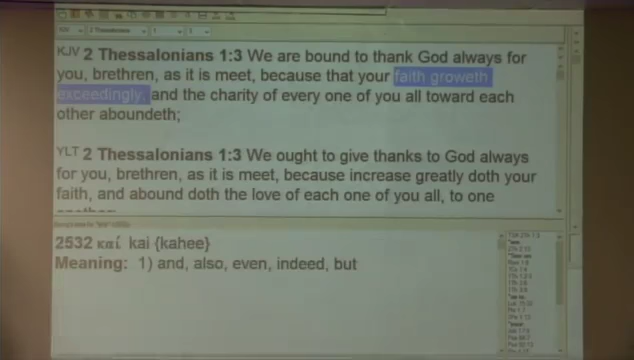 KJV 2 Thessalonians 1:3 We are bound to thank God always for
you, brethren, as it is meet, because that your faith groweth
exceedingly, and the charity of every one of you all toward each
other aboundeth;
YLT 2 Thessalonians 1:3 We ought to give thanks to God always
for you, brethren, as it is meet, because increase greatly doth your
faith, and abound doth the love of each one of you all, to one
2532 καί kai {kahee}
Meaning: 1) and, also, even, indeed, but